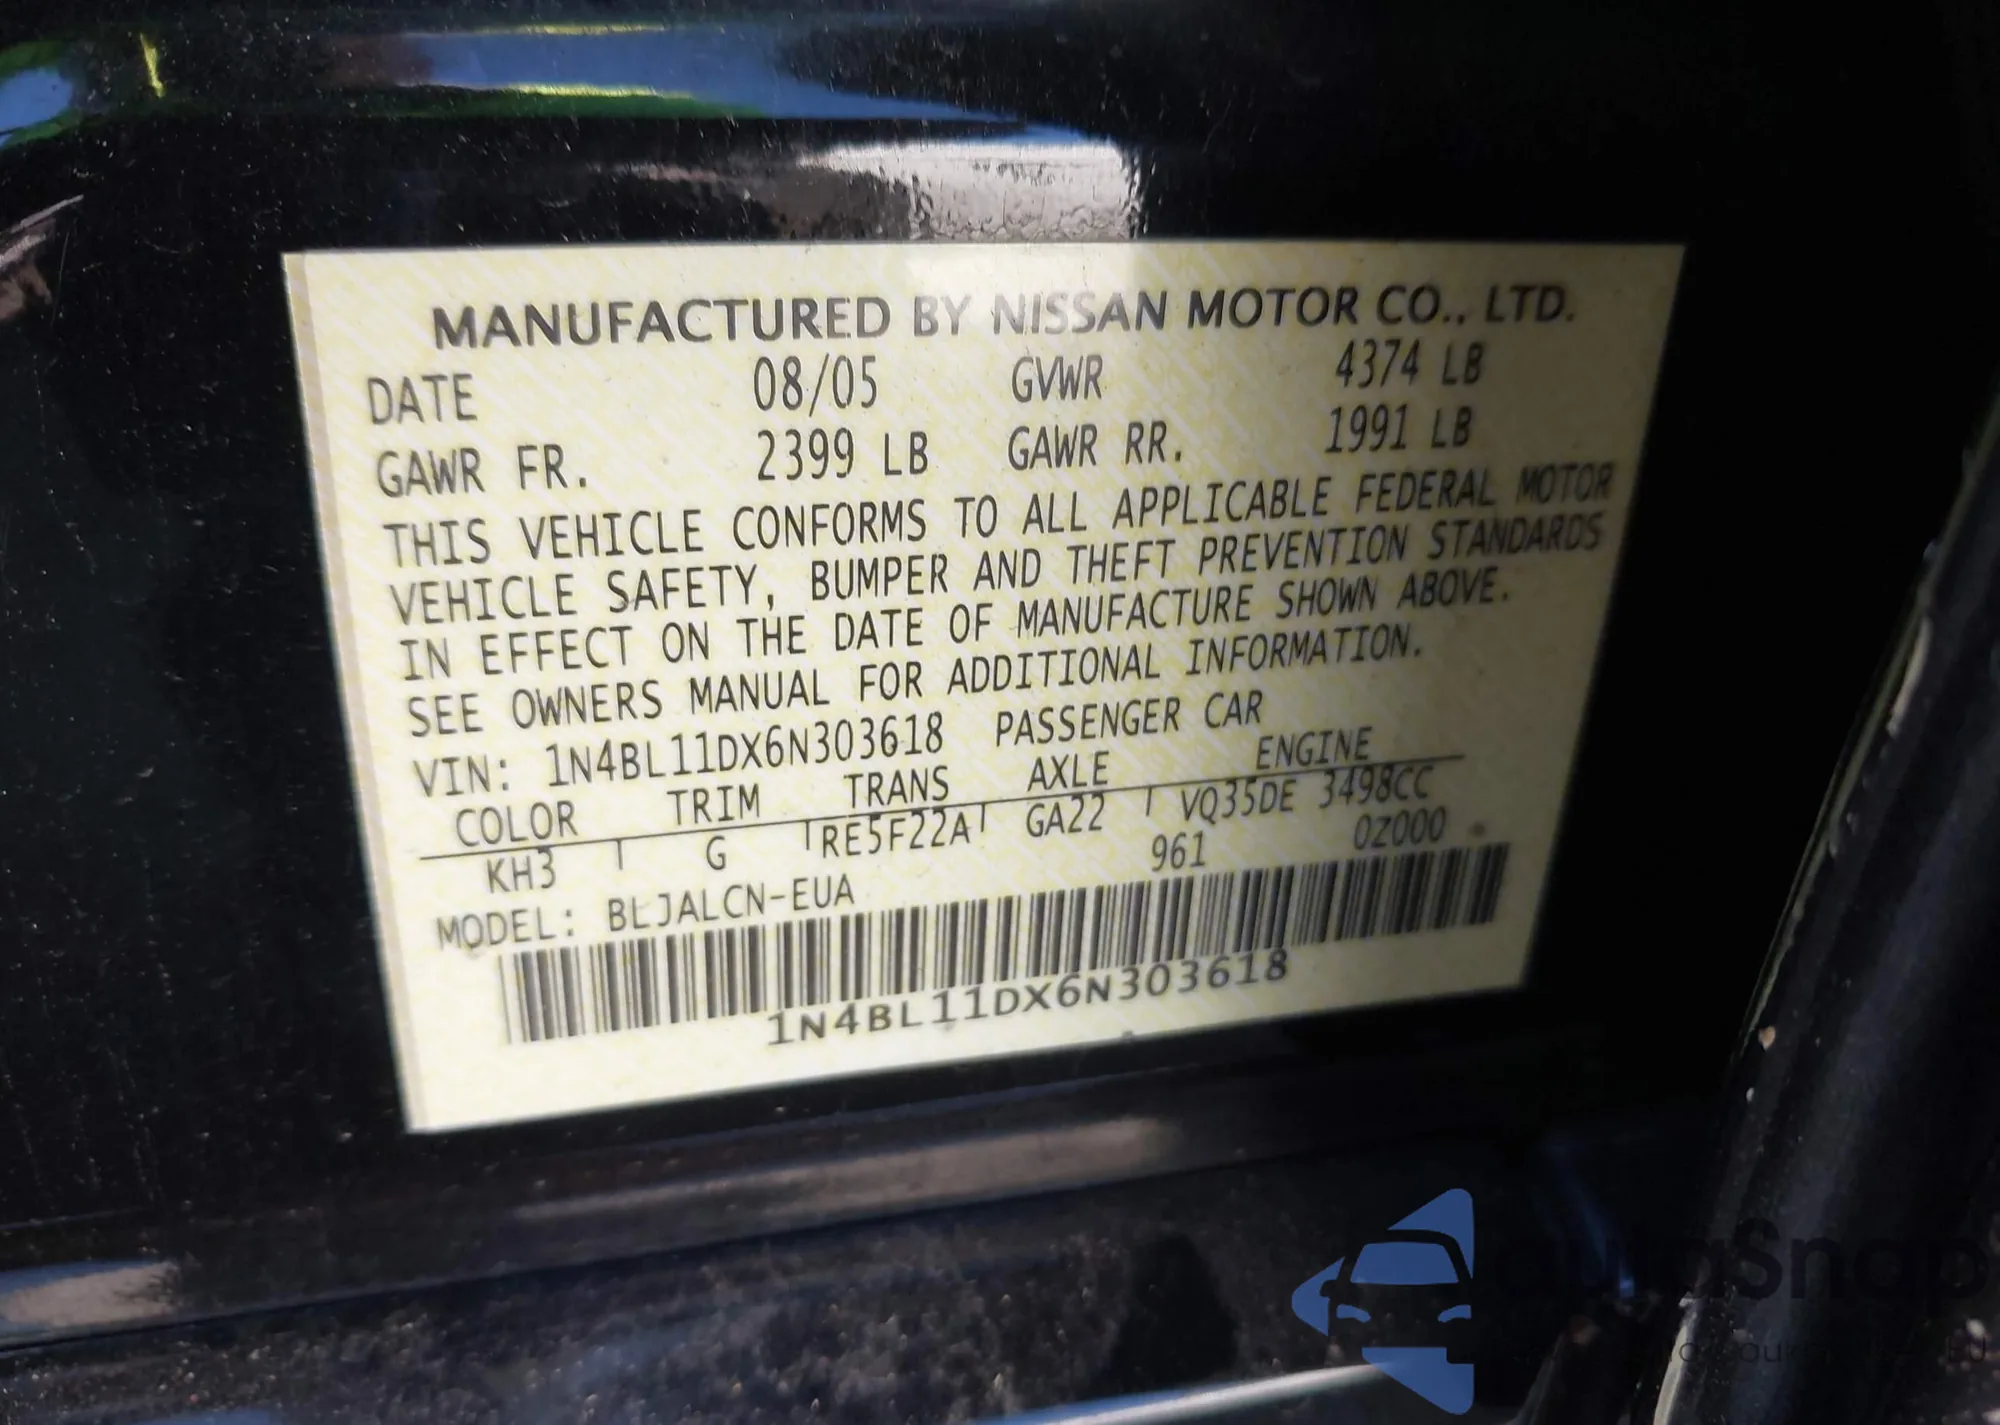 MANUFACTURED BY NISSAN MOTOR CO., LTD.
DATE 08/05 GVWR 4374 LB
GAWR FR. 2399 LB GAWR RR. 1991 LB
THIS VEHICLE CONFORMS TO ALL APPLICABLE FEDERAL MOTOR
VEHICLE SAFETY, BUMPER AND THEFT PREVENTION STANDARDS
IN EFFECT ON THE DATE OF MANUFACTURE SHOWN ABOVE.
SEE OWNERS MANUAL FOR ADDITIONAL INFORMATION.
VIN: 1N4BL11DX6N303618 PASSENGER CAR
COLOR TRIM TRANS AXLE ENGINE
KH3 G RE5F22A GA22 VQ35DE 3498CC
MODEL: BLJALCN-EUA 961 0Z000
1N4BL11DX6N303618